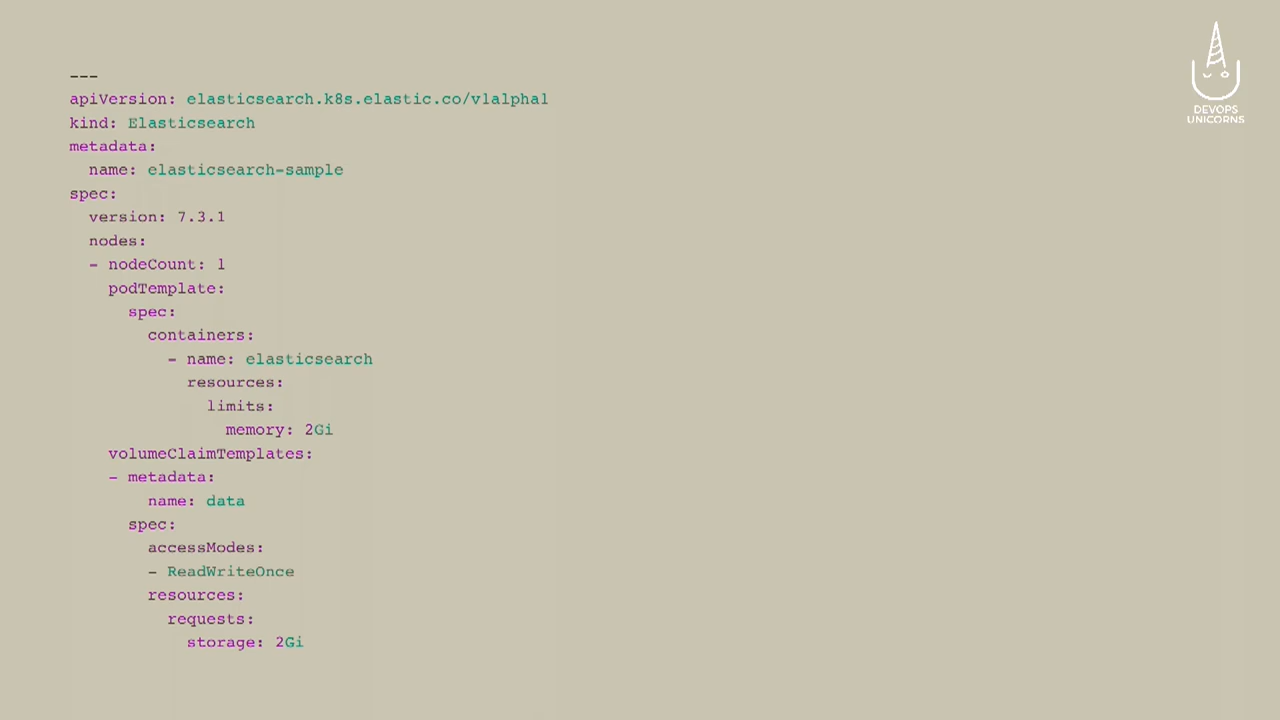 ---
apiVersion: elasticsearch.k8s.elastic.co/v1alpha1
kind: Elasticsearch
metadata:
  name: elasticsearch-sample
spec:
  version: 7.3.1
  nodes:
  - nodeCount: 1
    podTemplate:
      spec:
        containers:
          - name: elasticsearch
            resources:
              limits:
                memory: 2Gi
    volumeClaimTemplates:
    - metadata:
        name: data
      spec:
        accessModes:
        - ReadWriteOnce
        resources:
          requests:
            storage: 2Gi
DEVOPS
UNICORNS